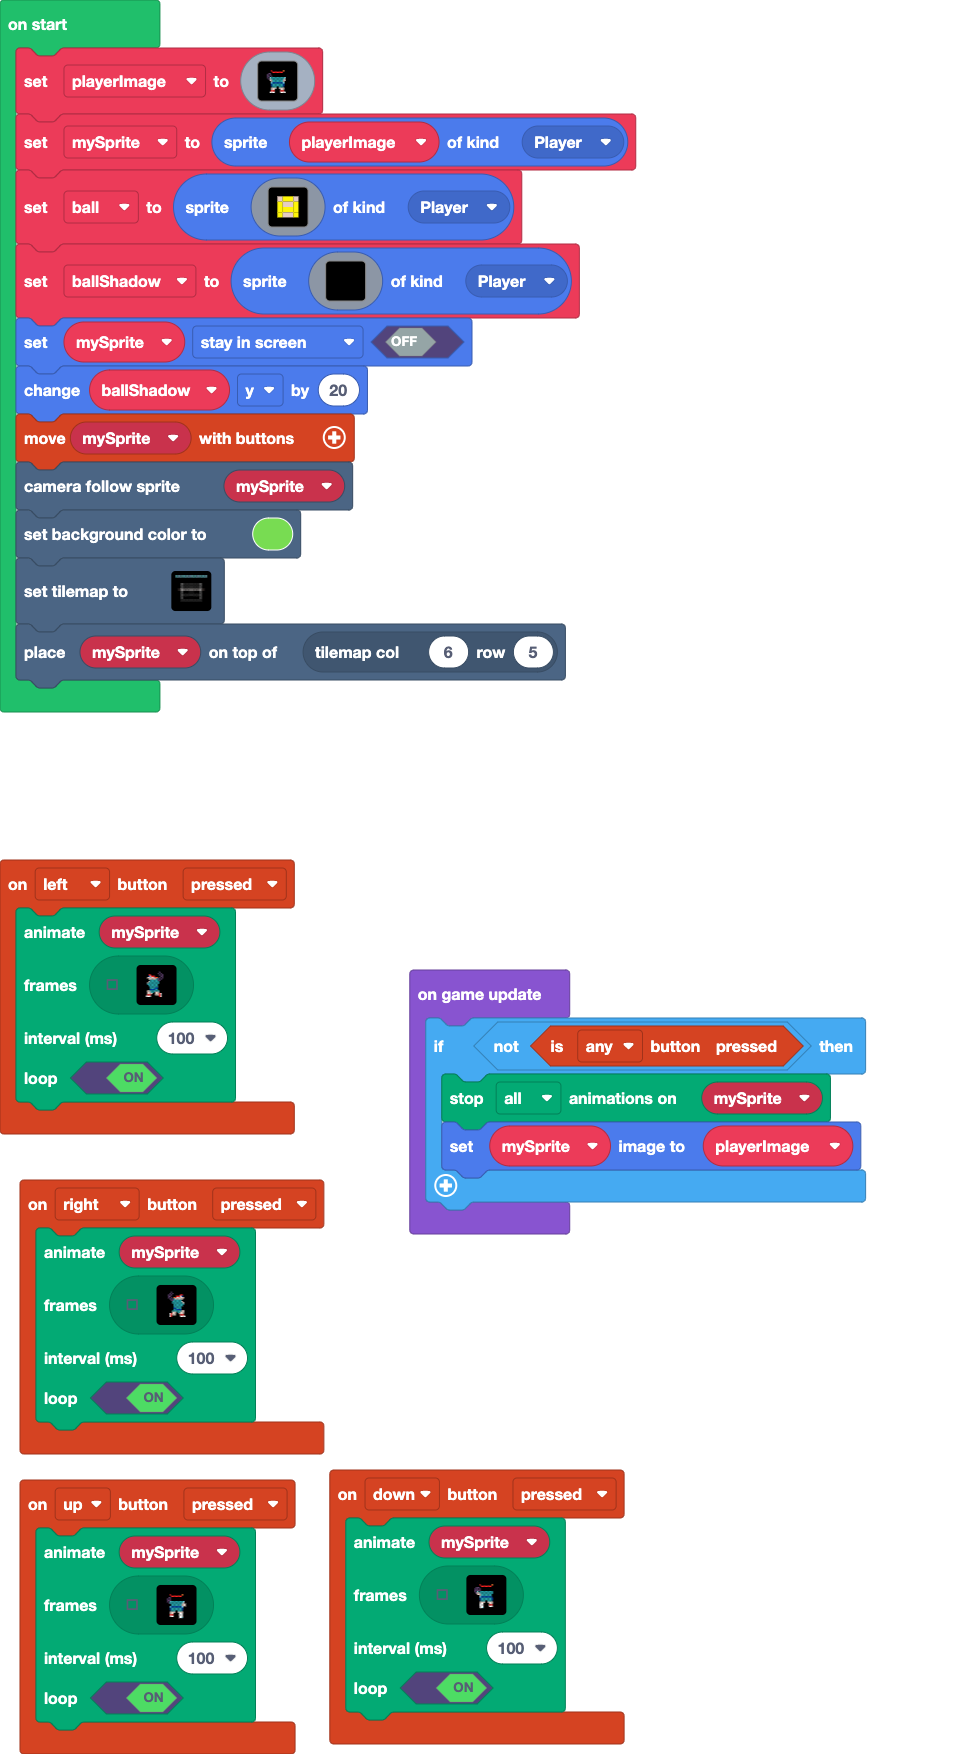 on start
set playerImage to
set mySprite to sprite playerImage of kind Player
set ball to sprite of kind Player
set ballShadow to sprite of kind Player
set mySprite stay in screen OFF
change ballShadow y by 20
move mySprite with buttons
camera follow sprite mySprite
set background color to
set tilemap to
place mySprite on top of tilemap col 6 row 5
on left button pressed
animate mySprite
frames
interval (ms) 100
loop ON
on game update
if not is any button pressed then
stop all animations on mySprite
set mySprite image to playerImage
on right button pressed
animate mySprite
frames
interval (ms) 100
loop ON
on up button pressed
animate mySprite
frames
interval (ms) 100
loop ON
on down button pressed
animate mySprite
frames
interval (ms) 100
loop ON